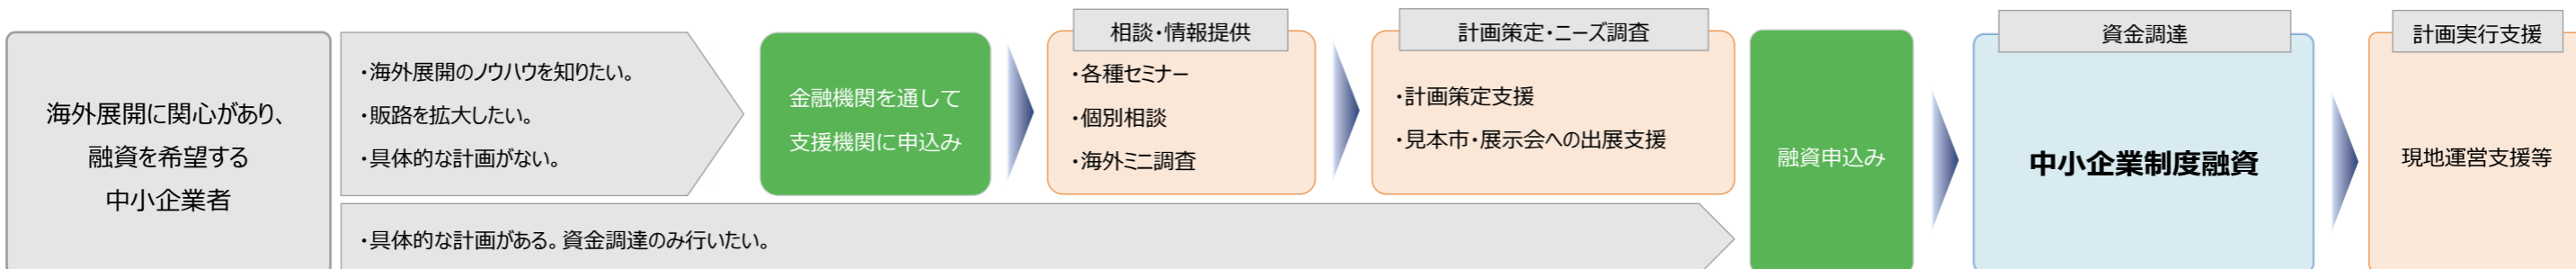 海外展開に関心があり、
融資を希望する
中小企業者
・海外展開のノウハウを知りたい。
・販路を拡大したい。
・具体的な計画がない。
金融機関を通して
支援機関に申込み
相談・情報提供
・各種セミナー
・個別相談
・海外ミニ調査
計画策定・ニーズ調査
・計画策定支援
・見本市・展示会への出展支援
・具体的な計画がある。資金調達のみ行いたい。
融資申込み
資金調達
中小企業制度融資
計画実行支援
現地運営支援等